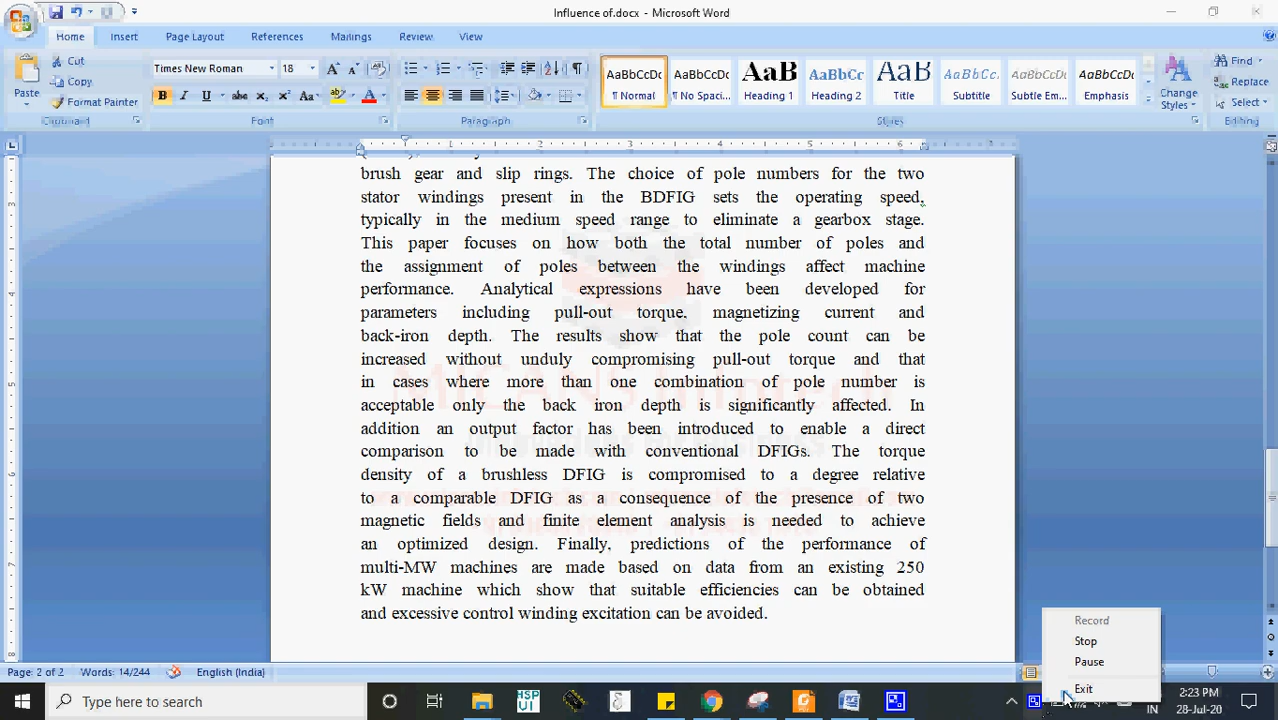 Influence of.docx - Microsoft Word
Home Insert Page Layout References Mailings Review View
Paste
Cut
Copy
Format Painter
Clipboard
Times New Roman 18
Font
Paragraph
AaBbCcDc ¶ Normal
AaBbCcDc ¶ No Spaci...
AaB Heading 1
AaBbCc Heading 2
AaB Title
AaBbCc. Subtitle
AaBbCcDc Subtle Em...
AaBbCcDc Emphasis
Change Styles
Styles
Find
Replace
Select
Editing
brush gear and slip rings. The choice of pole numbers for the two
stator windings present in the BDFIG sets the operating speed,
typically in the medium speed range to eliminate a gearbox stage.
This paper focuses on how both the total number of poles and
the assignment of poles between the windings affect machine
performance. Analytical expressions have been developed for
parameters including pull-out torque, magnetizing current and
back-iron depth. The results show that the pole count can be
increased without unduly compromising pull-out torque and that
in cases where more than one combination of pole number is
acceptable only the back iron depth is significantly affected. In
addition an output factor has been introduced to enable a direct
comparison to be made with conventional DFIGs. The torque
density of a brushless DFIG is compromised to a degree relative
to a comparable DFIG as a consequence of the presence of two
magnetic fields and finite element analysis is needed to achieve
an optimized design. Finally, predictions of the performance of
multi-MW machines are made based on data from an existing 250
kW machine which show that suitable efficiencies can be obtained
and excessive control winding excitation can be avoided.
Record
Stop
Pause
Exit
Page: 2 of 2 Words: 14/244 English (India)
Type here to search
IN
2:23 PM
28-Jul-20